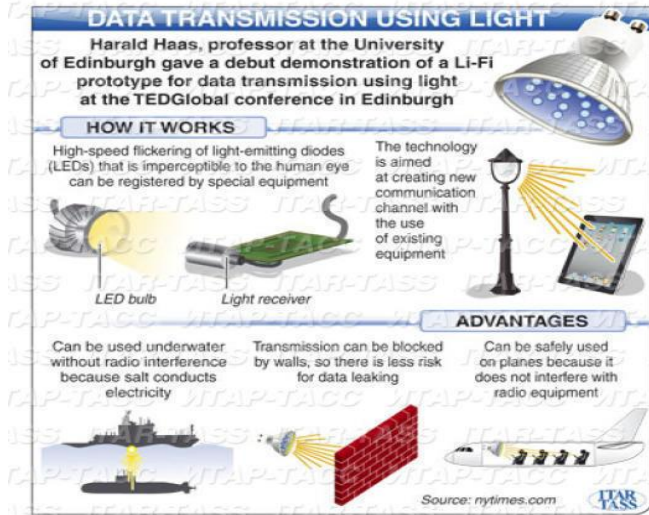 DATA TRANSMISSION USING LIGHT
Harald Haas, professor at the University
of Edinburgh gave a debut demonstration of a Li-Fi
prototype for data transmission using light
at the TEDGlobal conference in Edinburgh
HOW IT WORKS
High-speed flickering of light-emitting diodes
(LEDs) that is imperceptible to the human eye
can be registered by special equipment
LED bulb
Light receiver
The technology
is aimed
at creating new
communication
channel with
the use
of existing
equipment
ADVANTAGES
Can be used underwater
without radio interference
because salt conducts
electricity
Transmission can be blocked
by walls, so there is less risk
for data leaking
Can be safely used
on planes because it
does not interfere with
radio equipment
Source: nytimes.com
ITAR
TASS